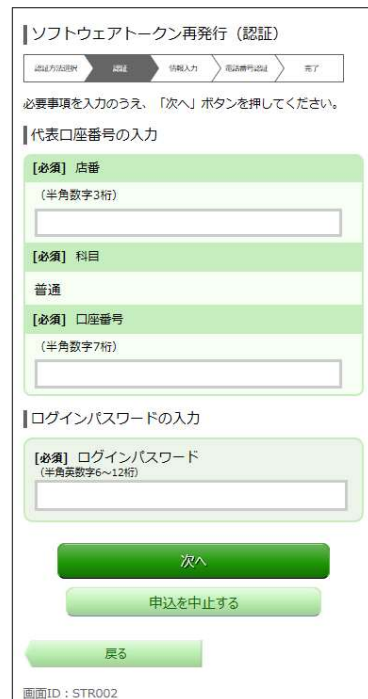 ソフトウェアトークン再発行（認証）
認証方法選択 認証 情報入力 電話番号認証 完了
必要事項を入力のうえ、「次へ」ボタンを押してください。
代表口座番号の入力
[必須] 店番
（半角数字3桁）
[必須] 科目
普通
[必須] 口座番号
（半角数字7桁）
ログインパスワードの入力
[必須] ログインパスワード
（半角英数字6～12桁）
次へ
申込を中止する
戻る
画面ID：STR002